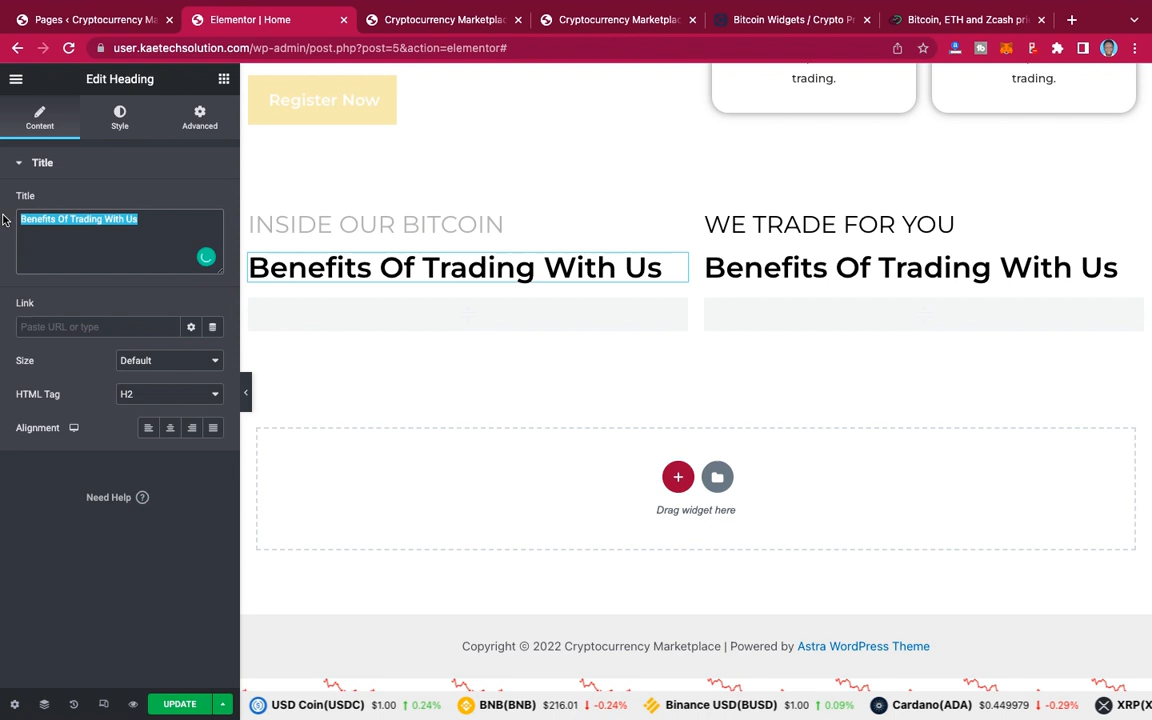 Pages ‹ Cryptocurrency Ma
Elementor | Home
Cryptocurrency Marketplac
Cryptocurrency Marketplac
Bitcoin Widgets / Crypto P
Bitcoin, ETH and Zcash pri
user.kaetechsolution.com/wp-admin/post.php?post=5&action=elementor#
Edit Heading
Content
Style
Advanced
Title
Title
Benefits Of Trading With Us
Link
Paste URL or type
Size
Default
HTML Tag
H2
Alignment
Need Help ?
UPDATE
trading.
trading.
Register Now
INSIDE OUR BITCOIN
WE TRADE FOR YOU
Benefits Of Trading With Us
Benefits Of Trading With Us
Drag widget here
Copyright © 2022 Cryptocurrency Marketplace | Powered by Astra WordPress Theme
USD Coin(USDC) $1.00 ↑ 0.24% BNB(BNB) $216.01 ↓ -0.24% Binance USD(BUSD) $1.00 ↑ 0.09% Cardano(ADA) $0.449979 ↓ -0.29% XRP(X